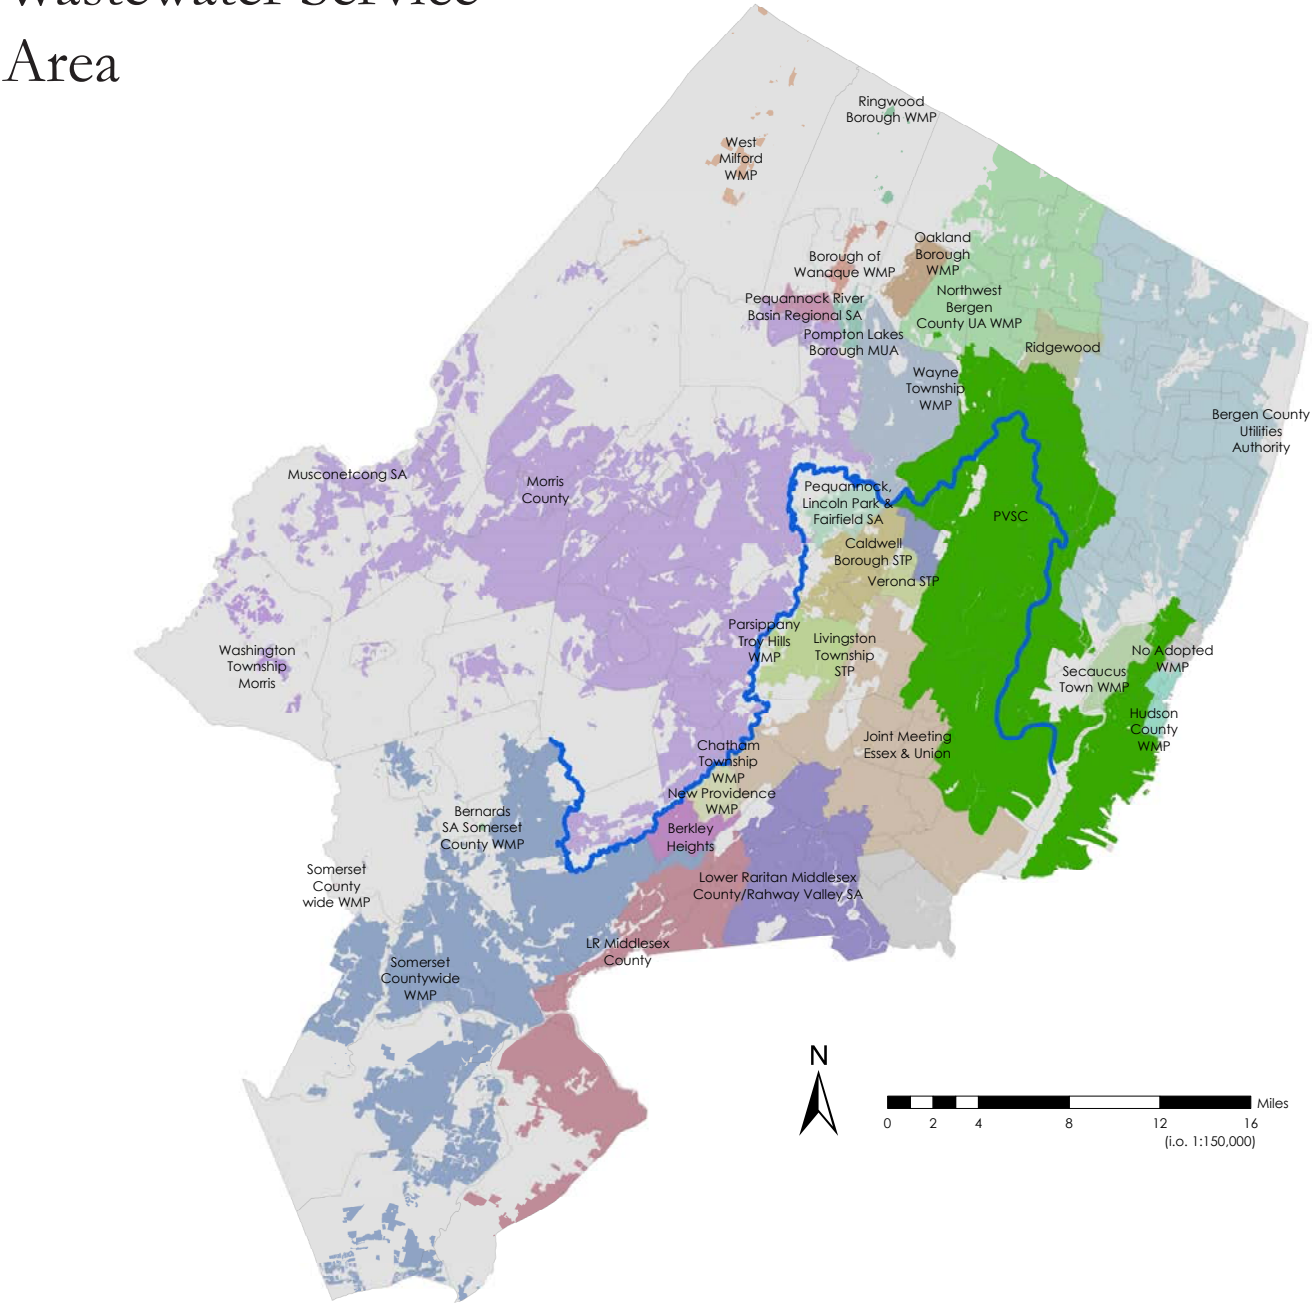 Wastewater Service
Area
Ringwood
Borough WMP
West
Milford
WMP
Oakland
Borough
WMP
Borough of
Wanaque WMP
Northwest
Bergen
County UA WMP
Pequannock River
Basin Regional SA
Pompton Lakes
Borough MUA
Ridgewood
Wayne
Township
WMP
Bergen County
Utilities
Authority
Musconetcong SA
Morris
County
Pequannock,
Lincoln Park &
Fairfield SA
PVSC
Caldwell
Borough STP
Verona STP
Parsippany
Troy Hills
WMP
Livingston
Township
STP
Washington
Township
Morris
No Adopted
WMP
Secaucus
Town WMP
Hudson
County
WMP
Joint Meeting
Essex & Union
Chatham
Township
WMP
New Providence
WMP
Bernards
SA Somerset
County WMP
Berkley
Heights
Somerset
County
wide WMP
Lower Raritan Middlesex
County/Rahway Valley SA
LR Middlesex
County
Somerset
Countywide
WMP
N
Miles
0 2 4 8 12 16
(i.o. 1:150,000)